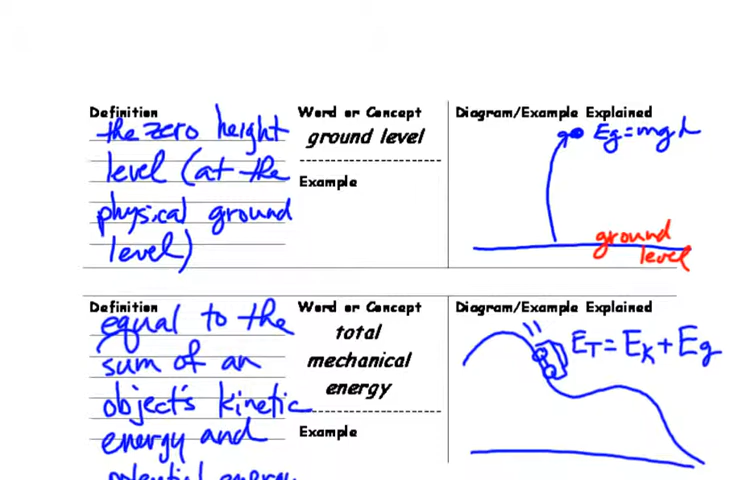 Definition
the zero height
level (at the
physical ground
level)
Word or Concept
ground level
Example
Diagram/Example Explained
Eg=mgh
ground
level
Definition
equal to the
sum of an
object's kinetic
energy and
potential energy
Word or Concept
total
mechanical
energy
Example
Diagram/Example Explained
ET=EK+Eg